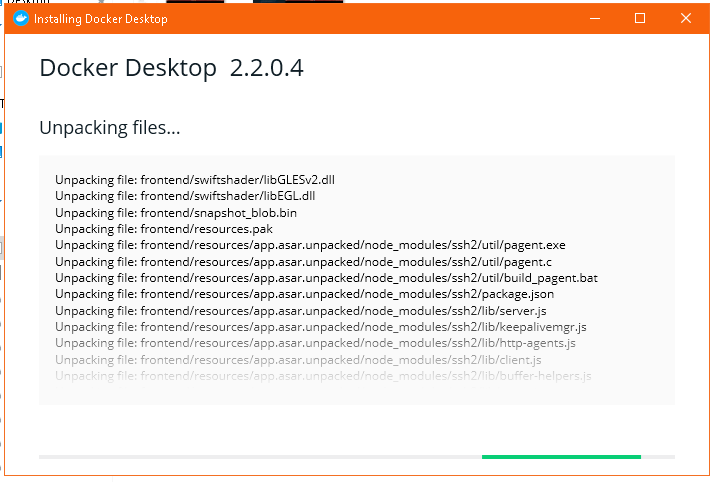 Desktop
Installing Docker Desktop
Docker Desktop 2.2.0.4
Unpacking files...
Unpacking file: frontend/swiftshader/libGLESv2.dll
Unpacking file: frontend/swiftshader/libEGL.dll
Unpacking file: frontend/snapshot_blob.bin
Unpacking file: frontend/resources.pak
Unpacking file: frontend/resources/app.asar.unpacked/node_modules/ssh2/util/pagent.exe
Unpacking file: frontend/resources/app.asar.unpacked/node_modules/ssh2/util/pagent.c
Unpacking file: frontend/resources/app.asar.unpacked/node_modules/ssh2/util/build_pagent.bat
Unpacking file: frontend/resources/app.asar.unpacked/node_modules/ssh2/package.json
Unpacking file: frontend/resources/app.asar.unpacked/node_modules/ssh2/lib/server.js
Unpacking file: frontend/resources/app.asar.unpacked/node_modules/ssh2/lib/keepalivemgr.js
Unpacking file: frontend/resources/app.asar.unpacked/node_modules/ssh2/lib/http-agents.js
Unpacking file: frontend/resources/app.asar.unpacked/node_modules/ssh2/lib/client.js
Unpacking file: frontend/resources/app.asar.unpacked/node_modules/ssh2/lib/buffer-helpers.js